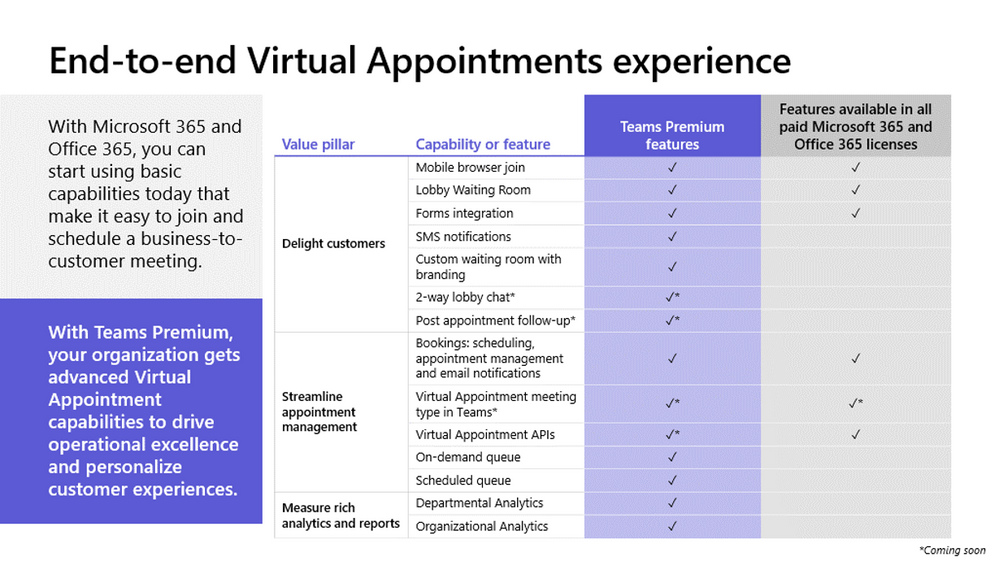 End-to-end Virtual Appointments experience
With Microsoft 365 and
Office 365, you can
start using basic
capabilities today that
make it easy to join and
schedule a business-to-
customer meeting.
With Teams Premium,
your organization gets
advanced Virtual
Appointment
capabilities to drive
operational excellence
and personalize
customer experiences.
Value pillar
Capability or feature
Teams Premium
features
Features available in all
paid Microsoft 365 and
Office 365 licenses
Delight customers
Mobile browser join ✓ ✓
Lobby Waiting Room ✓ ✓
Forms integration ✓ ✓
SMS notifications ✓
Custom waiting room with
branding ✓
2-way lobby chat* ✓*
Post appointment follow-up* ✓*
Streamline
appointment
management
Bookings: scheduling,
appointment management ✓ ✓
and email notifications
Virtual Appointment meeting
type in Teams* ✓* ✓*
Virtual Appointment APIs ✓* ✓
On-demand queue ✓
Scheduled queue ✓
Measure rich
analytics and reports
Departmental Analytics ✓
Organizational Analytics ✓
*Coming soon